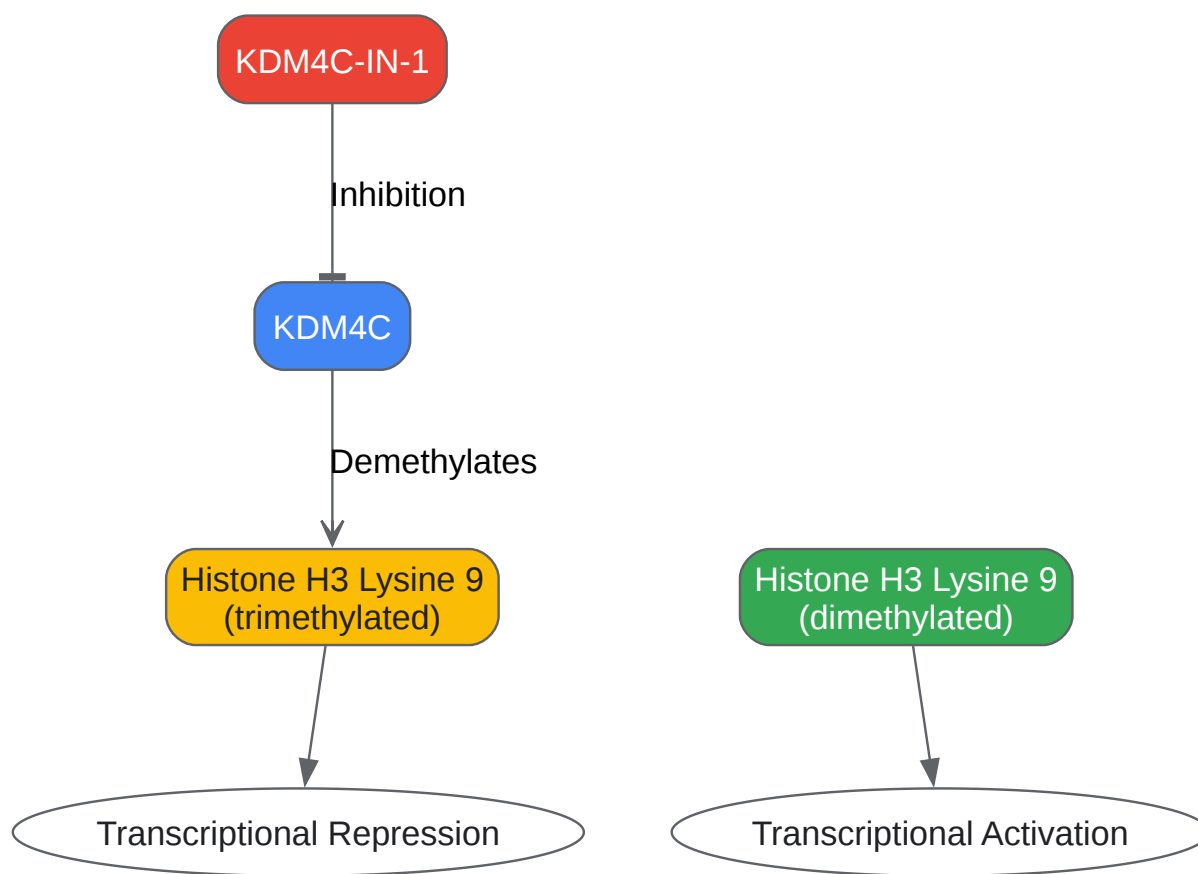 KDM4C-IN-1
Inhibition
KDM4C
Demethylates
Histone H3 Lysine 9
(trimethylated)
Histone H3 Lysine 9
(dimethylated)
Transcriptional Repression
Transcriptional Activation